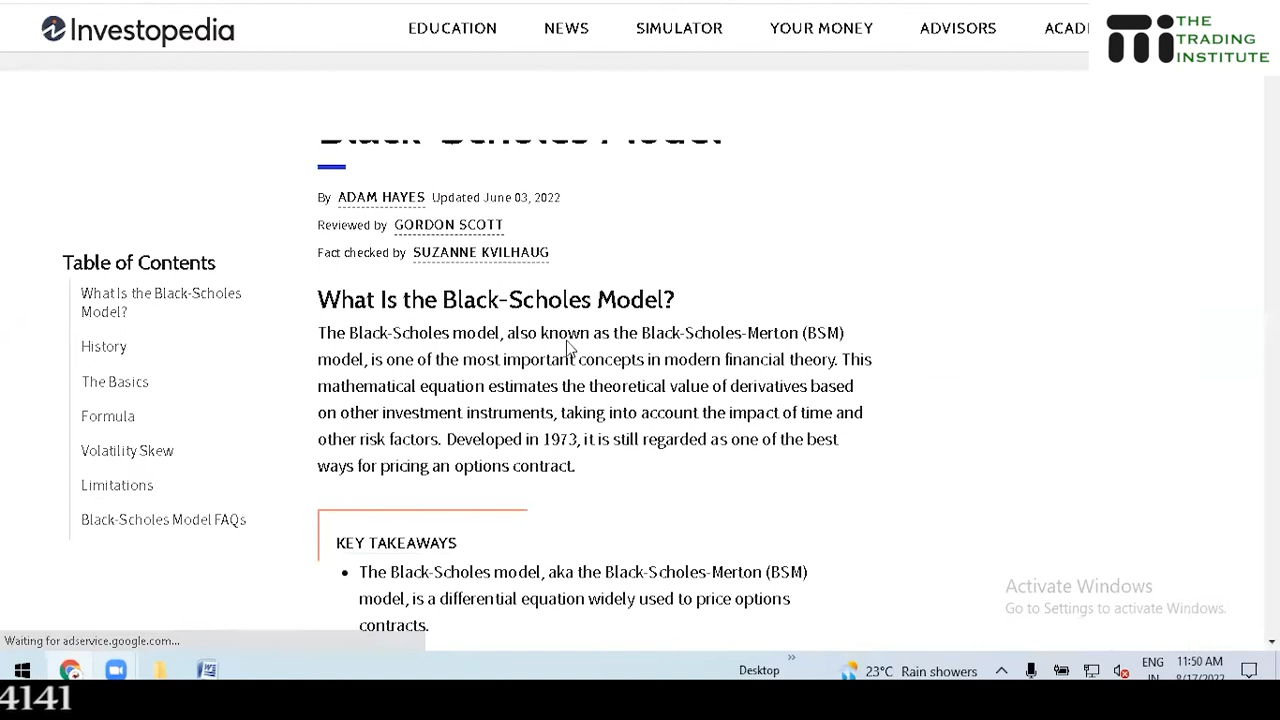 Investopedia
EDUCATION
NEWS
SIMULATOR
YOUR MONEY
ADVISORS
ACADE
THE
TRADING
INSTITUTE
Black-Scholes Model
By ADAM HAYES Updated June 03, 2022
Reviewed by GORDON SCOTT
Fact checked by SUZANNE KVILHAUG
Table of Contents
What Is the Black-Scholes
Model?
History
The Basics
Formula
Volatility Skew
Limitations
Black-Scholes Model FAQs
What Is the Black-Scholes Model?
The Black-Scholes model, also known as the Black-Scholes-Merton (BSM)
model, is one of the most important concepts in modern financial theory. This
mathematical equation estimates the theoretical value of derivatives based
on other investment instruments, taking into account the impact of time and
other risk factors. Developed in 1973, it is still regarded as one of the best
ways for pricing an options contract.
KEY TAKEAWAYS
• The Black-Scholes model, aka the Black-Scholes-Merton (BSM)
model, is a differential equation widely used to price options
contracts.
Activate Windows
Go to Settings to activate Windows.
Waiting for adservice.google.com...
Desktop
23°C Rain showers
ENG
IN
11:50 AM
8/17/2022
4141